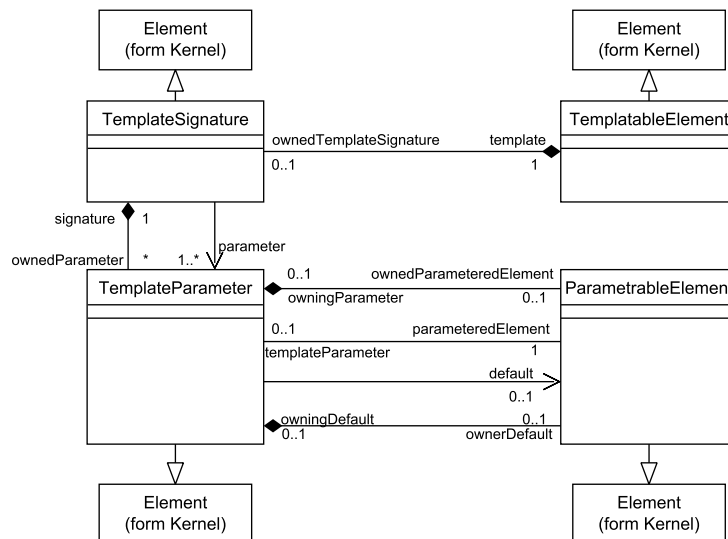 Element
(form Kernel)
Element
(form Kernel)
TemplateSignature
TemplatableElement
ownedTemplateSignature
template
0..1
1
signature
1
ownedParameter
*
1..*
parameter
TemplateParameter
0..1
ownedParameteredElement
owningParameter
0..1
ParametrableElement
0..1
parameteredElement
templateParameter
1
default
0..1
owningDefault
0..1
0..1
ownerDefault
Element
(form Kernel)
Element
(form Kernel)